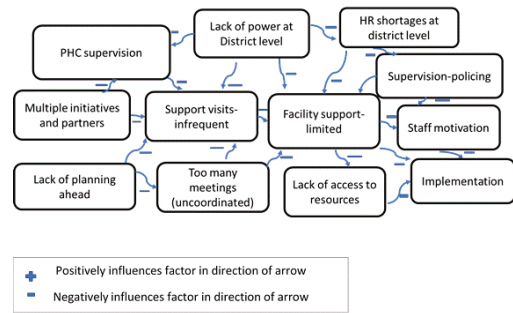 Lack of power at
District level
HR shortages at
district level
PHC supervision
Supervision-policing
Multiple initiatives
and partners
Support visits-
infrequent
Facility support-
limited
Staff motivation
Lack of planning
ahead
Too many
meetings
(uncoordinated)
Lack of access to
resources
Implementation
+ Positively influences factor in direction of arrow
- Negatively influences factor in direction of arrow